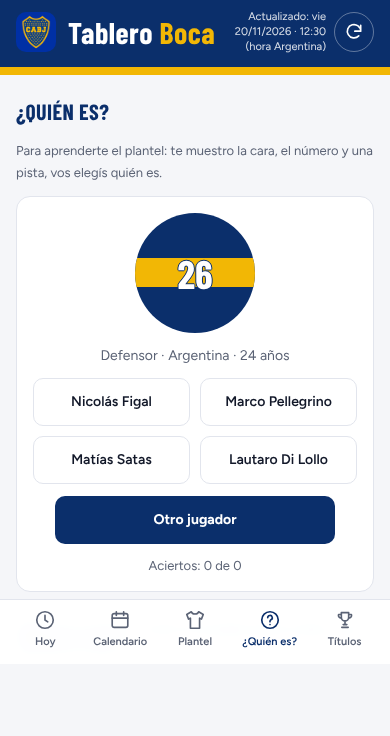 CABJ
Tablero Boca
Actualizado: vie
20/11/2026 · 12:30
(hora Argentina)
¿QUIÉN ES?
Para aprenderte el plantel: te muestro la cara, el número y una
pista, vos elegís quién es.
26
Defensor · Argentina · 24 años
Nicolás Figal
Marco Pellegrino
Matías Satas
Lautaro Di Lollo
Otro jugador
Aciertos: 0 de 0
Hoy
Calendario
Plantel
¿Quién es?
Títulos